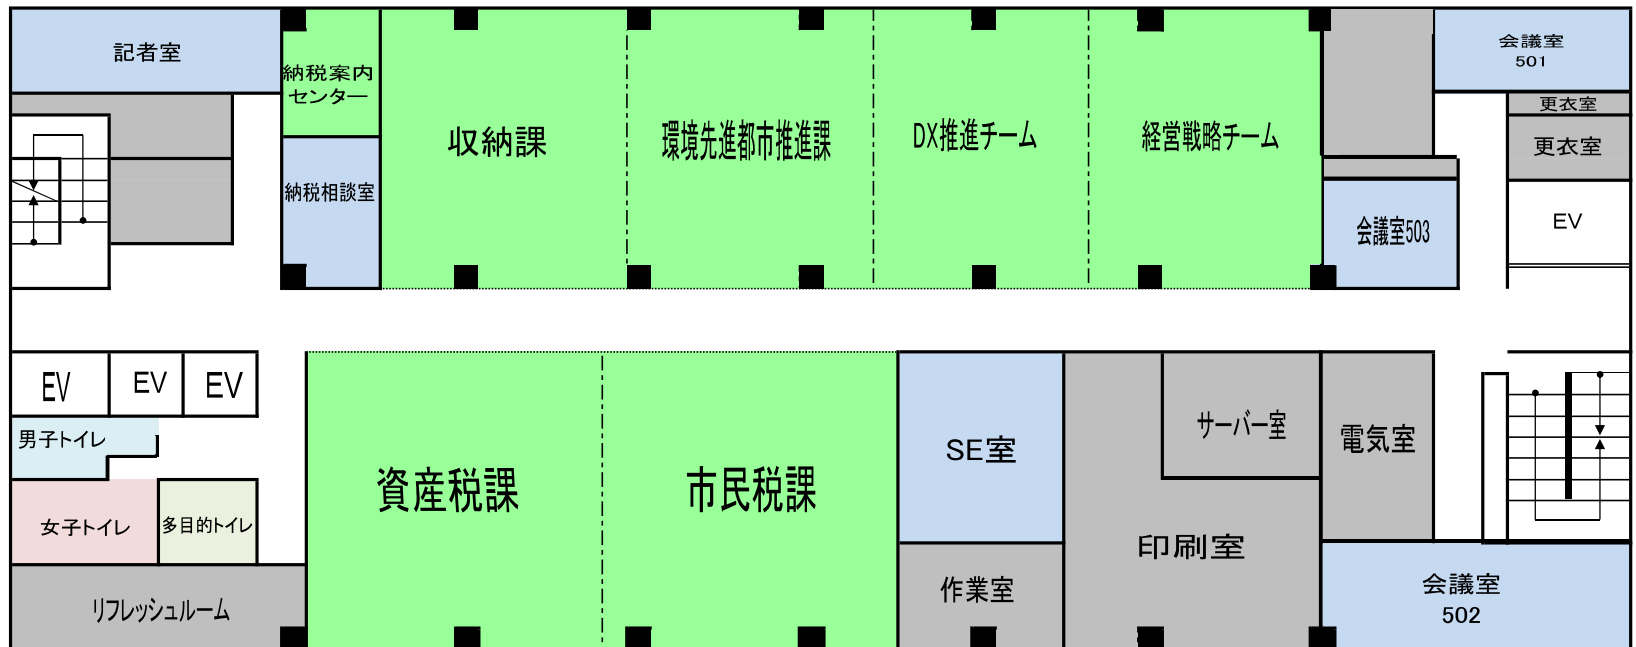 記者室
納税案内
センター
収納課
環境先進都市推進課
DX推進チーム
経営戦略チーム
会議室
501
更衣室
更衣室
納税相談室
会議室503
EV
EV
EV
EV
男子トイレ
女子トイレ
多目的トイレ
リフレッシュルーム
資産税課
市民税課
SE室
作業室
サーバー室
印刷室
電気室
会議室
502